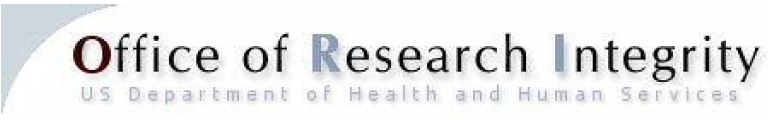 Office of Research Integrity
US Department of Health and Human Services